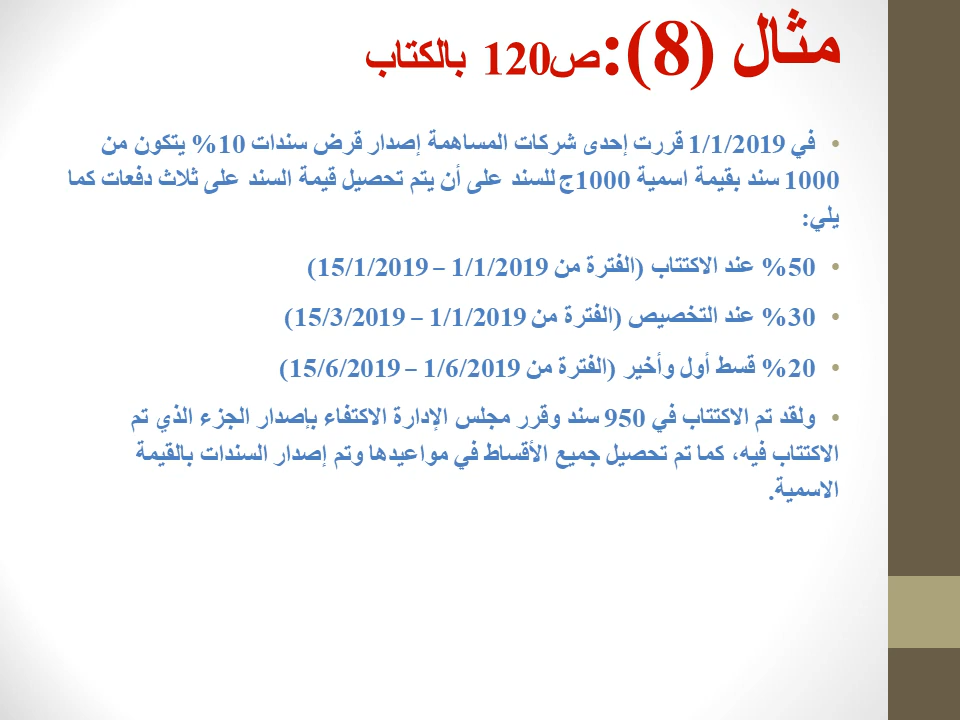 مثال (8):ص120 بالكتاب
• في 1/1/2019 قررت إحدى شركات المساهمة إصدار قرض سندات 10% يتكون من
1000 سند بقيمة اسمية 1000ج للسند على أن يتم تحصيل قيمة السند على ثلاث دفعات كما
يلي:
• 50% عند الاكتتاب (الفترة من 1/1/2019 – 15/1/2019)
• 30% عند التخصيص (الفترة من 1/1/2019 – 15/3/2019)
• 20% قسط أول وأخير (الفترة من 1/6/2019 – 15/6/2019)
• ولقد تم الاكتتاب في 950 سند وقرر مجلس الإدارة الاكتفاء بإصدار الجزء الذي تم
الاكتتاب فيه، كما تم تحصيل جميع الأقساط في مواعيدها وتم إصدار السندات بالقيمة
الاسمية.